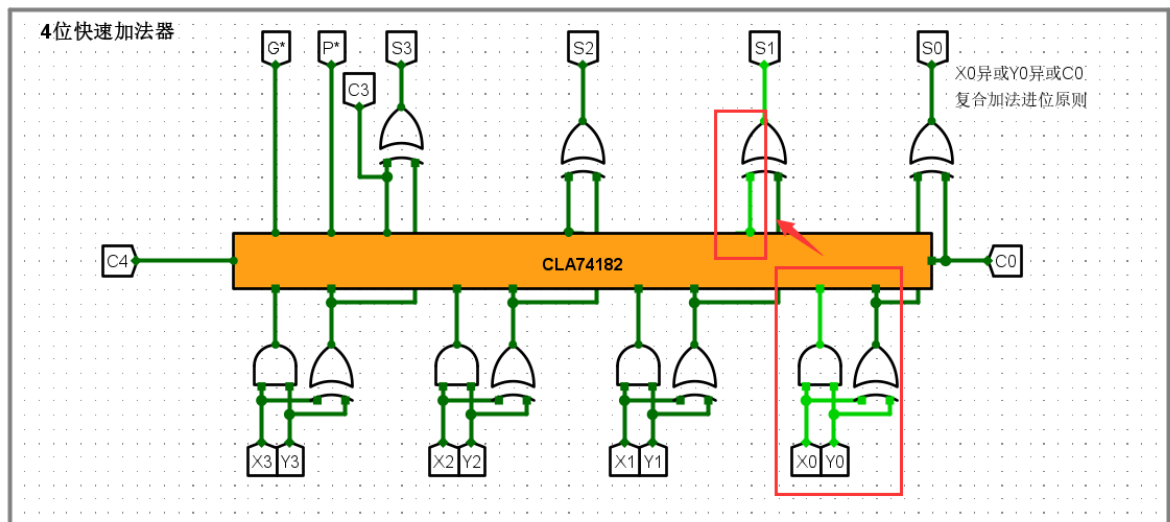 4位快速加法器
G* P* S3 S2 S1 S0
X0异或Y0异或C0
复合加法进位原则
C3
C4 CLA74182 C0
X3 Y3 X2 Y2 X1 Y1 X0 Y0